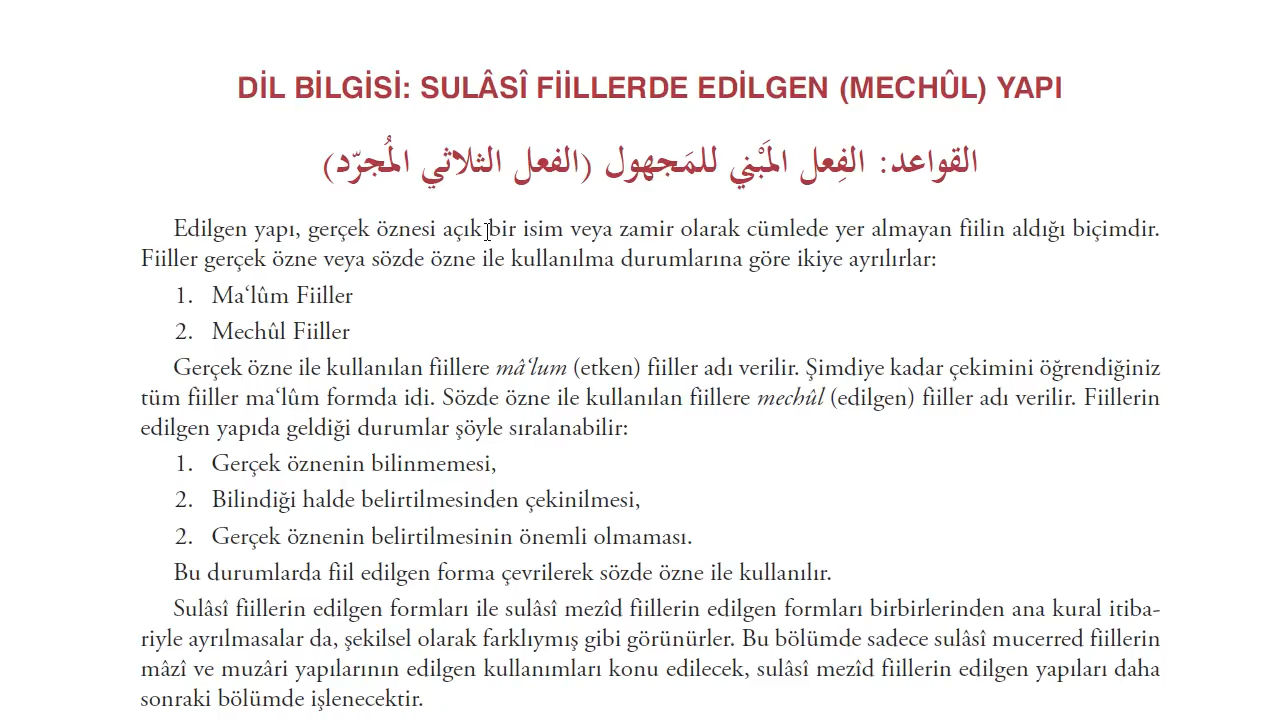 DİL BİLGİSİ: SULÂSÎ FİİLLERDE EDİLGEN (MECHÛL) YAPI
القواعد: الفِعل المَبْني للمَجهول (الفعل الثلاثي المُجرّد)
Edilgen yapı, gerçek öznesi açık bir isim veya zamir olarak cümlede yer almayan fiilin aldığı biçimdir.
Fiiller gerçek özne veya sözde özne ile kullanılma durumlarına göre ikiye ayrılırlar:
1. Ma‘lûm Fiiller
2. Mechûl Fiiller
Gerçek özne ile kullanılan fiillere mâ‘lum (etken) fiiller adı verilir. Şimdiye kadar çekimini öğrendiğiniz
tüm fiiller ma‘lûm formda idi. Sözde özne ile kullanılan fiillere mechûl (edilgen) fiiller adı verilir. Fiillerin
edilgen yapıda geldiği durumlar şöyle sıralanabilir:
1. Gerçek öznenin bilinmemesi,
2. Bilindiği halde belirtilmesinden çekinilmesi,
2. Gerçek öznenin belirtilmesinin önemli olmaması.
Bu durumlarda fiil edilgen forma çevrilerek sözde özne ile kullanılır.
Sulâsî fiillerin edilgen formları ile sulâsî mezîd fiillerin edilgen formları birbirlerinden ana kural itiba-
riyle ayrılmasalar da, şekilsel olarak farklıymış gibi görünürler. Bu bölümde sadece sulâsî mucerred fiillerin
mâzî ve muzâri yapılarının edilgen kullanımları konu edilecek, sulâsî mezîd fiillerin edilgen yapıları daha
sonraki bölümde işlenecektir.